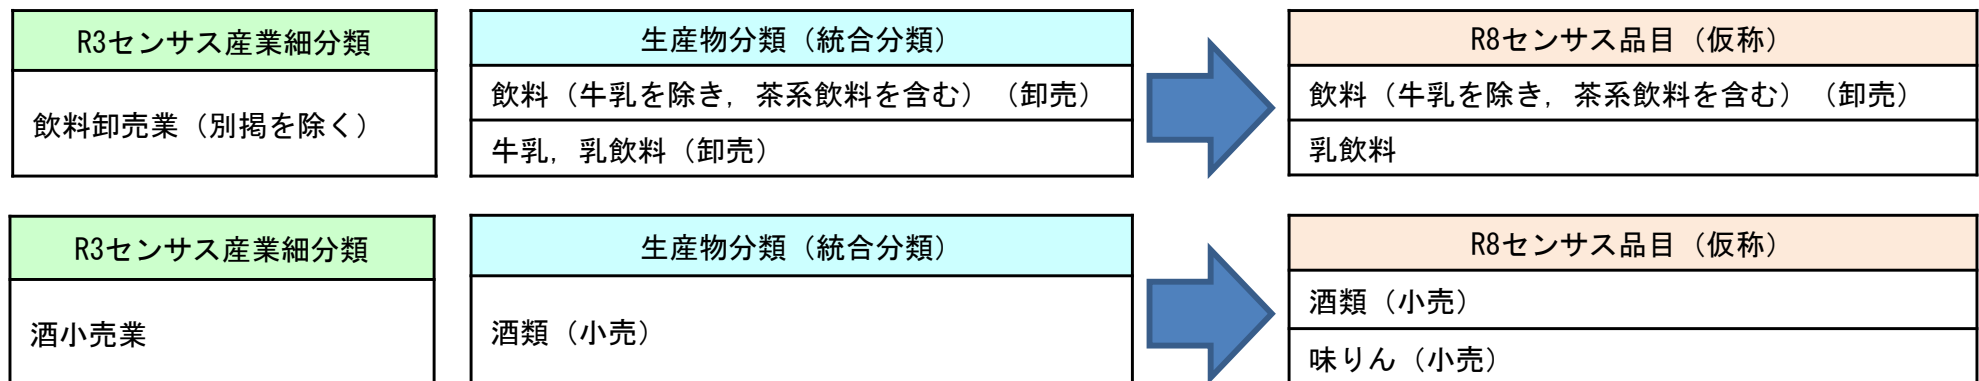 R3センサス産業細分類
生産物分類（統合分類）
R8センサス品目（仮称）
飲料卸売業（別掲を除く）
飲料（牛乳を除き，茶系飲料を含む）（卸売）
牛乳，乳飲料（卸売）
飲料（牛乳を除き，茶系飲料を含む）（卸売）
乳飲料
R3センサス産業細分類
生産物分類（統合分類）
R8センサス品目（仮称）
酒小売業
酒類（小売）
酒類（小売）
味りん（小売）